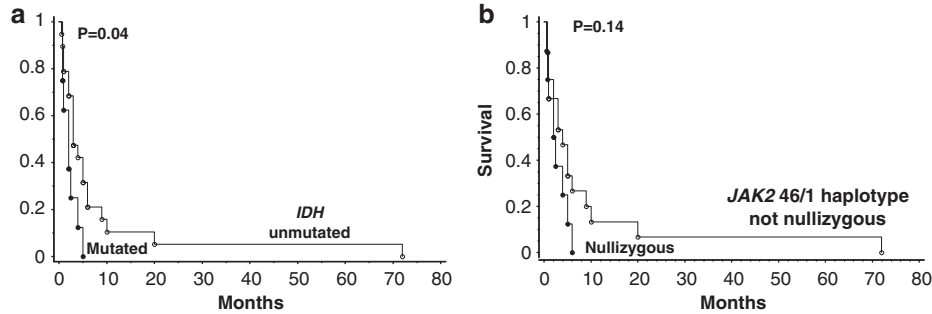 a
1
P=0.04
0.8
0.6
0.4
0.2
0
IDH
unmutated
Mutated
0 10 20 30 40 50 60 70 80
Months
b
1
P=0.14
0.8
0.6
0.4
0.2
0
Survival
JAK2 46/1 haplotype
not nullizygous
Nullizygous
0 10 20 30 40 50 60 70 80
Months